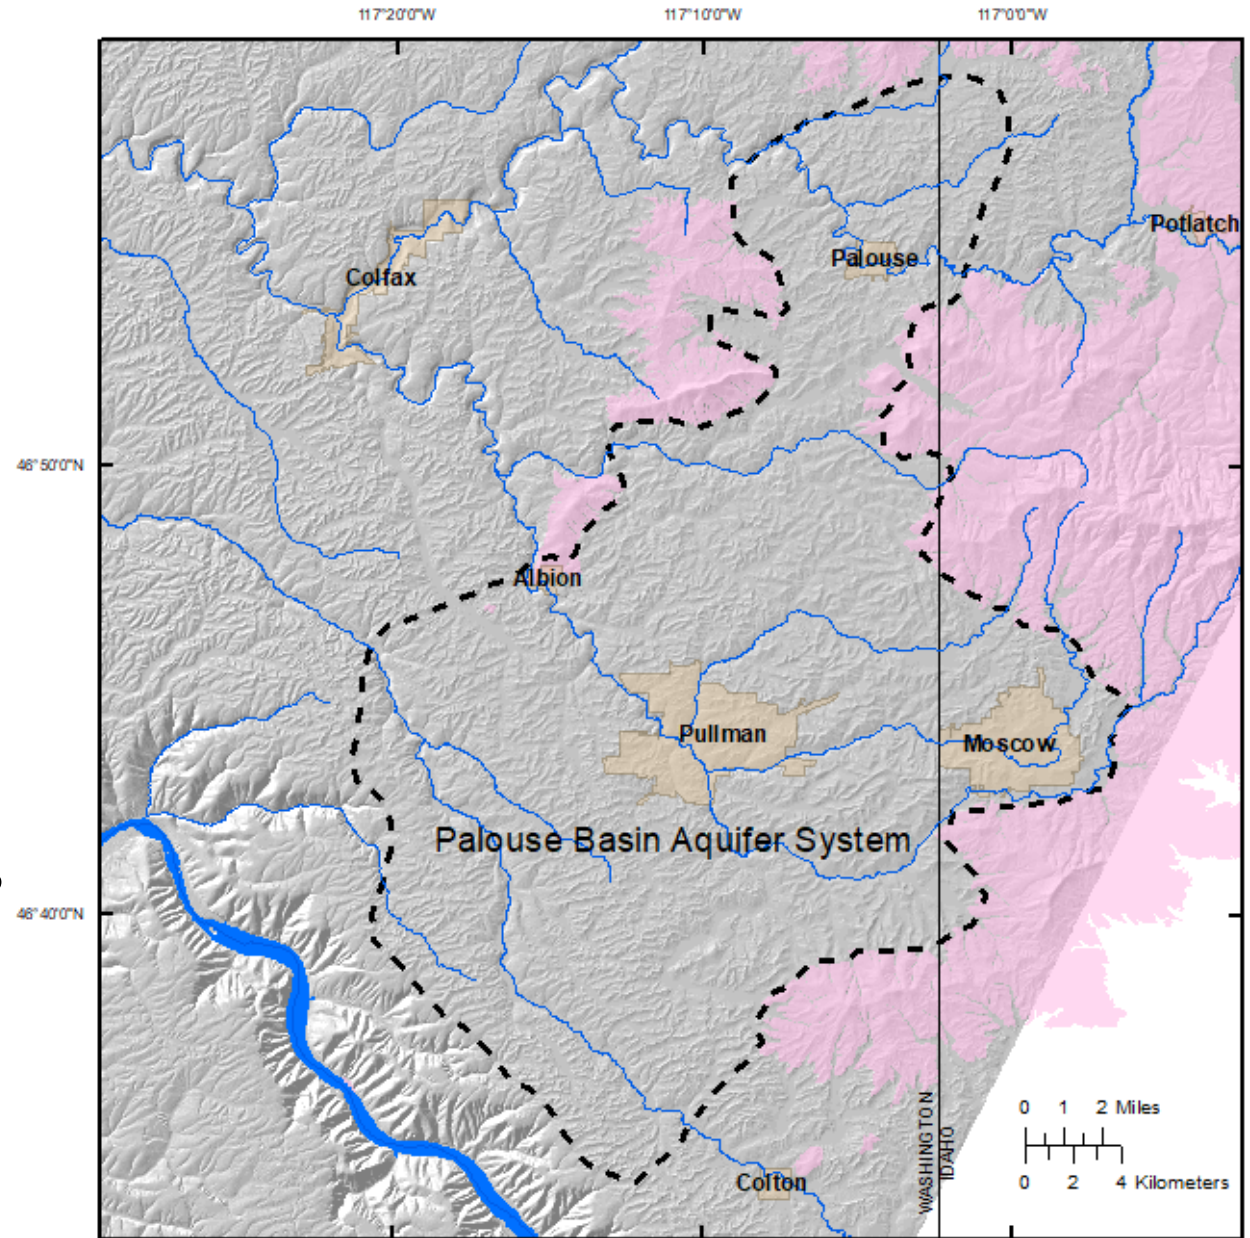 117°20'0"W 117°10'0"W 117°0'0"W
Potlatch
Palouse
Colfax
46°50'0"N
Albion
Pullman
Moscow
Palouse Basin Aquifer System
46°40'0"N
WASHINGTON
IDAHO
0 1 2 Miles
0 2 4 Kilometers
Colton